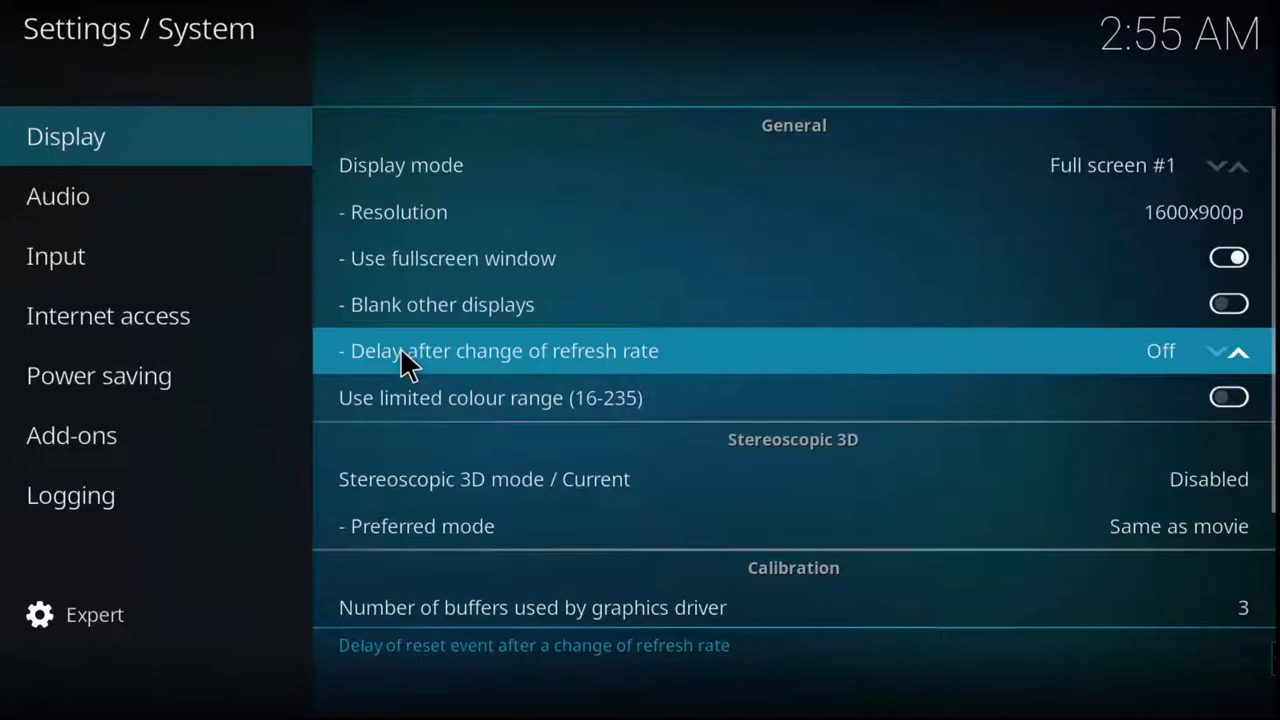 Settings / System
2:55 AM
Display
Audio
Input
Internet access
Power saving
Add-ons
Logging
Expert
General
Display mode Full screen #1
- Resolution 1600x900p
- Use fullscreen window
- Blank other displays
- Delay after change of refresh rate Off
Use limited colour range (16-235)
Stereoscopic 3D
Stereoscopic 3D mode / Current Disabled
- Preferred mode Same as movie
Calibration
Number of buffers used by graphics driver 3
Delay of reset event after a change of refresh rate